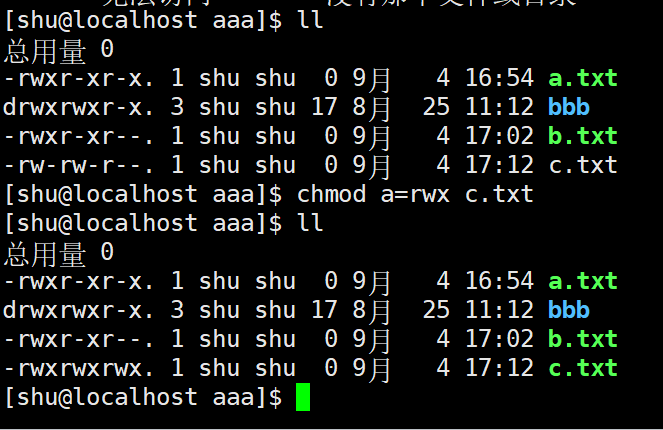 [shu@localhost aaa]$ ll
总用量 0
-rwxr-xr-x. 1 shu shu  0 9月   4 16:54 a.txt
drwxrwxr-x. 3 shu shu 17 8月  25 11:12 bbb
-rwxr-xr--. 1 shu shu  0 9月   4 17:02 b.txt
-rw-rw-r--. 1 shu shu  0 9月   4 17:12 c.txt
[shu@localhost aaa]$ chmod a=rwx c.txt
[shu@localhost aaa]$ ll
总用量 0
-rwxr-xr-x. 1 shu shu  0 9月   4 16:54 a.txt
drwxrwxr-x. 3 shu shu 17 8月  25 11:12 bbb
-rwxr-xr--. 1 shu shu  0 9月   4 17:02 b.txt
-rwxrwxrwx. 1 shu shu  0 9月   4 17:12 c.txt
[shu@localhost aaa]$